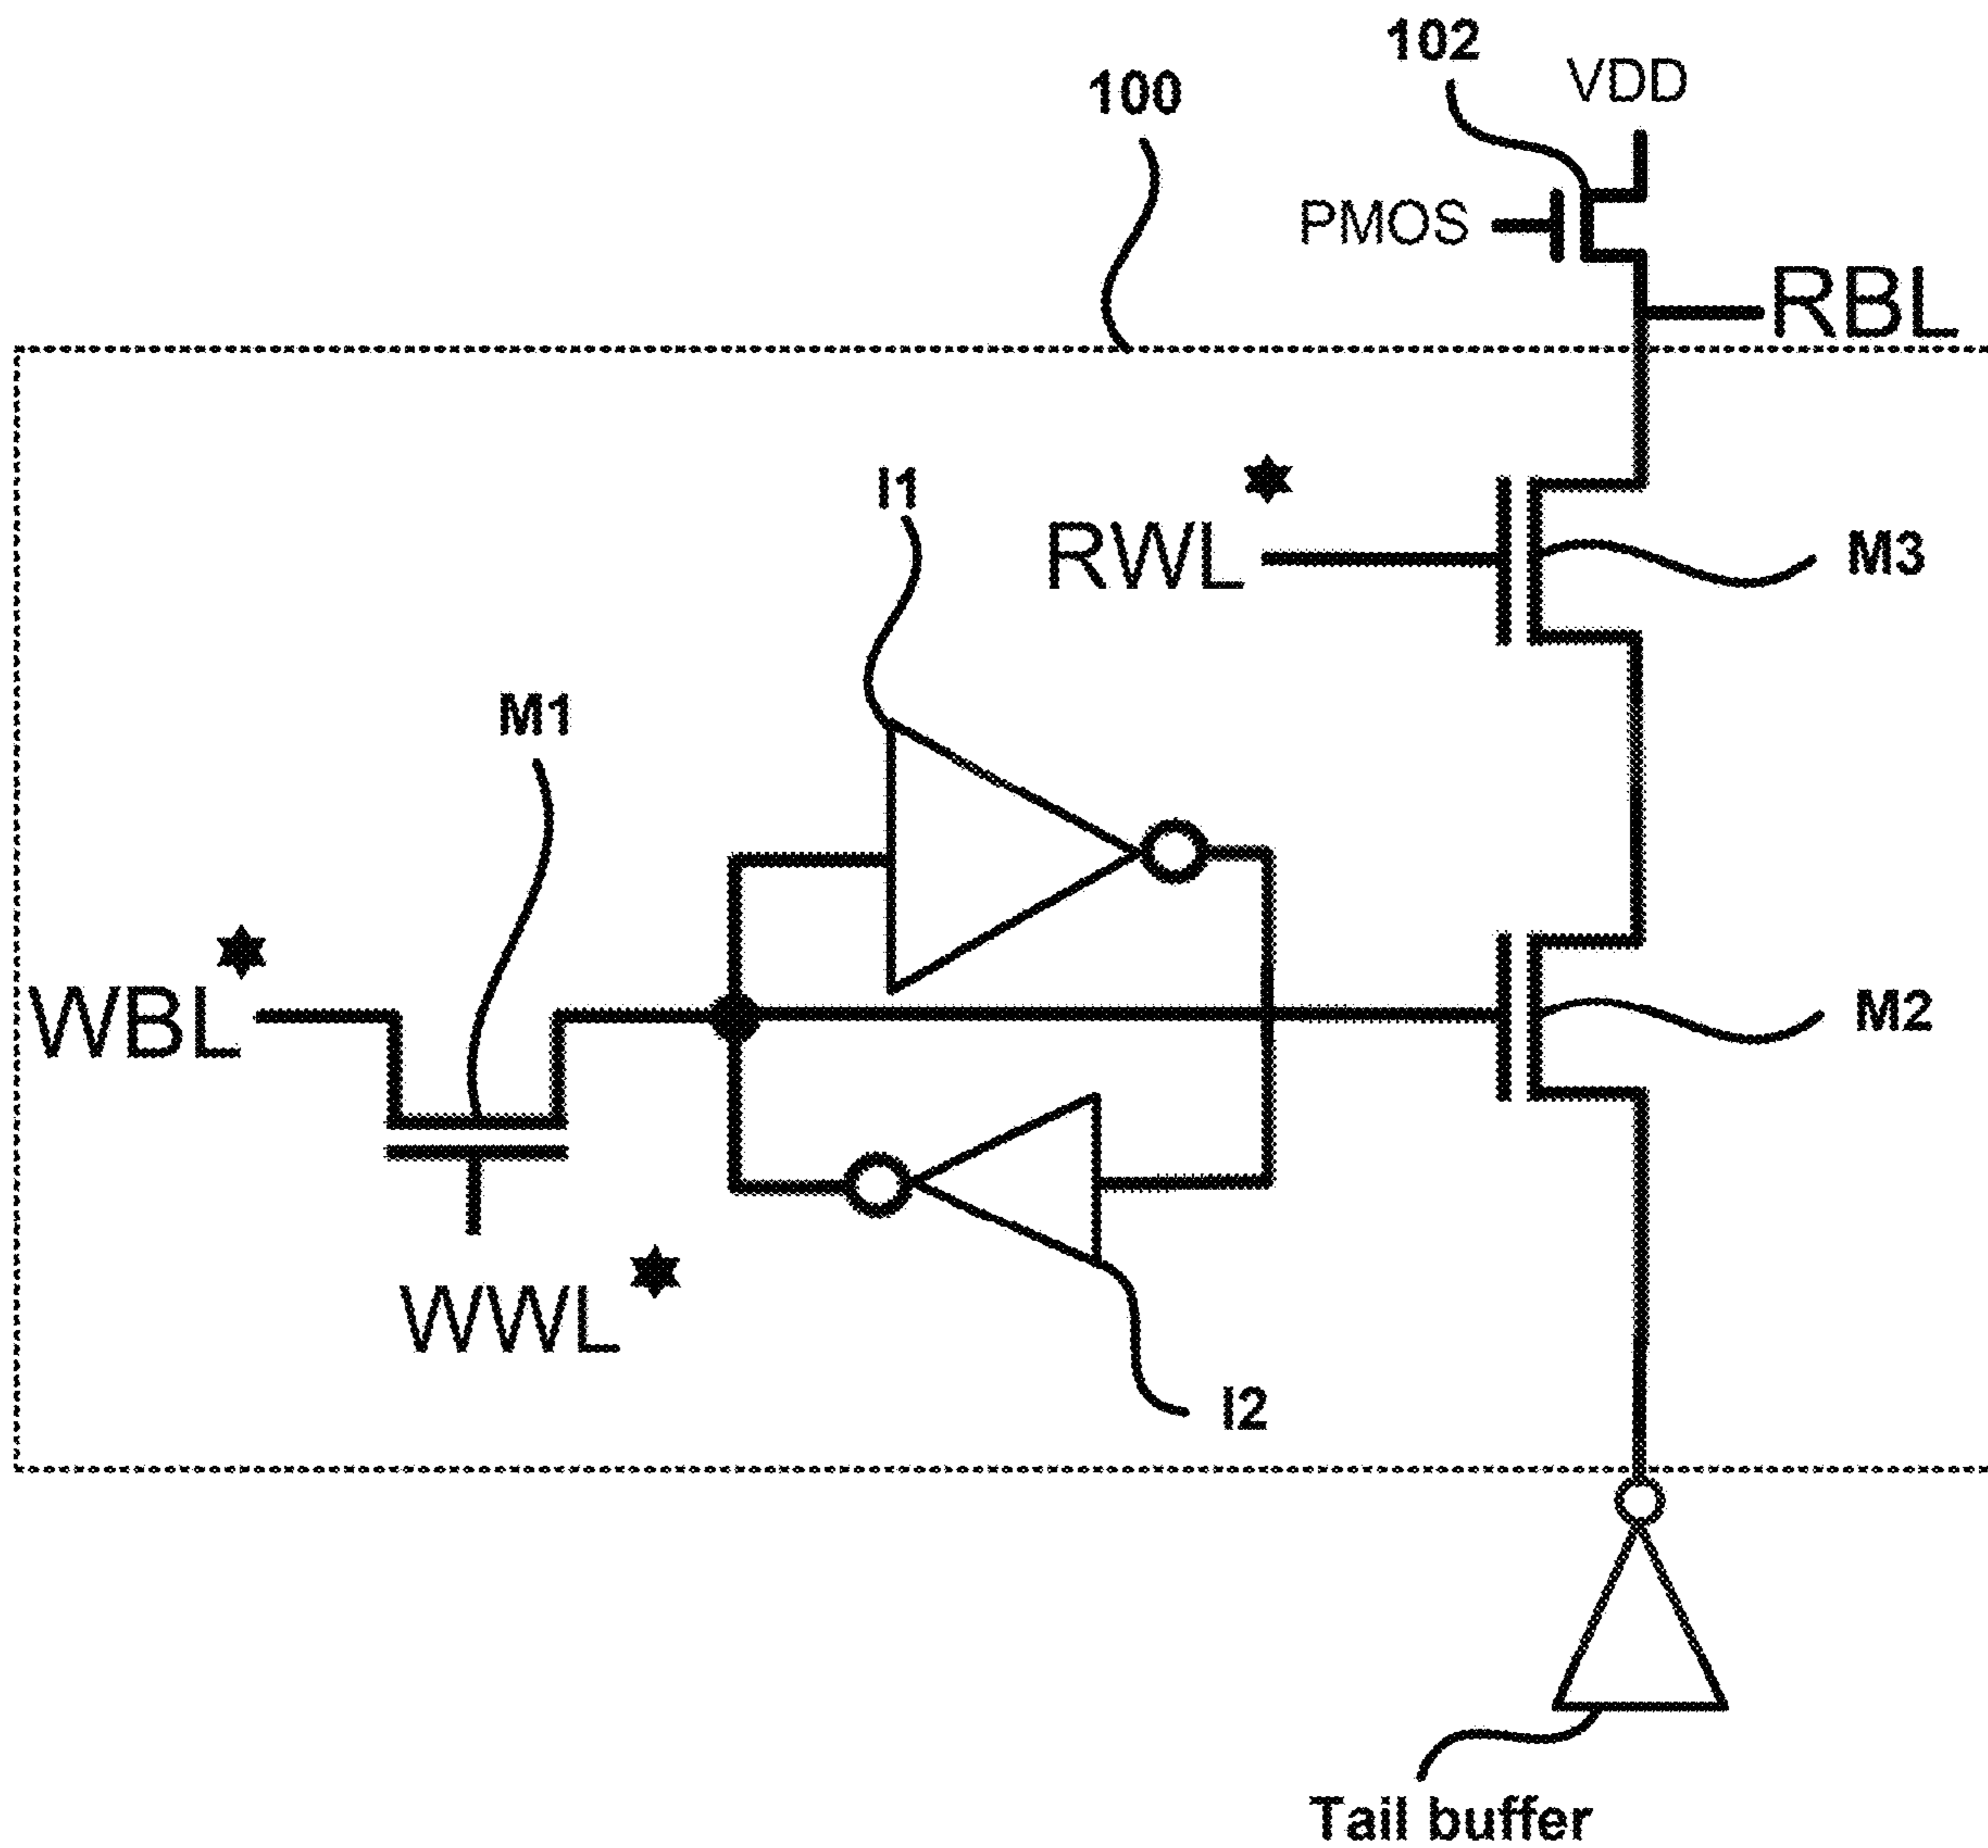 102
VDD
100
PMOS
RBL
I1
RWL★
M3
M1
WBL★
M2
WWL★
I2
Tail buffer